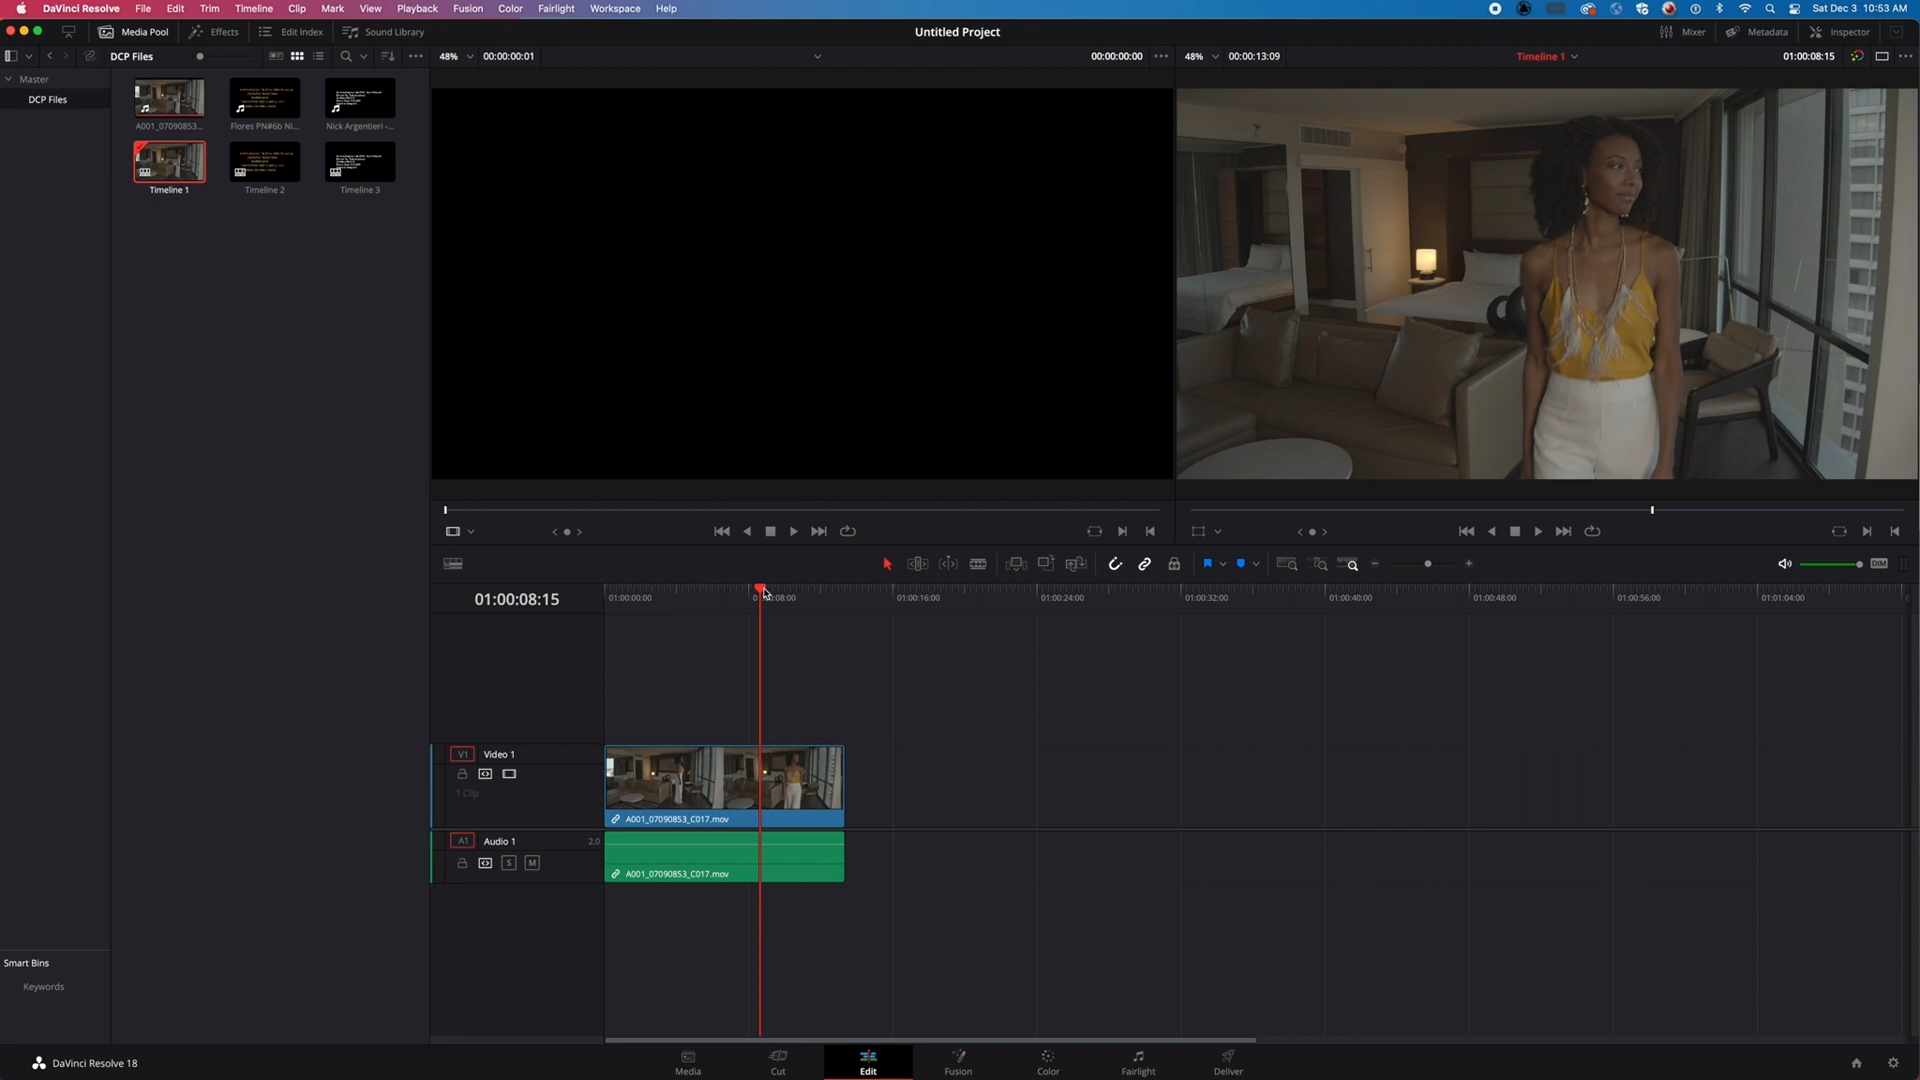 DaVinci Resolve File Edit Trim Timeline Clip Mark View Playback Fusion Color Fairlight Workspace Help Sat Dec 3 10:53 AM
Media Pool Effects Edit Index Sound Library Untitled Project Mixer Metadata Inspector
DCP Files 48% 00:00:00:01 00:00:00:00 48% 00:00:13:09 Timeline 1 01:00:08:15
Master
DCP Files
A001_07090853... Flores PN#6b Ni... Nick Argentieri -...
Timeline 1 Timeline 2 Timeline 3
DIM
01:00:08:15 01:00:00:00 01:00:16:00 01:00:24:00 01:00:32:00 01:00:40:00 01:00:48:00 01:00:56:00 01:01:04:00
V1 Video 1
1 Clip
A001_07090853_C017.mov
A1 Audio 1 2.0
S M
A001_07090853_C017.mov
Smart Bins
Keywords
DaVinci Resolve 18 Media Cut Edit Fusion Color Fairlight Deliver